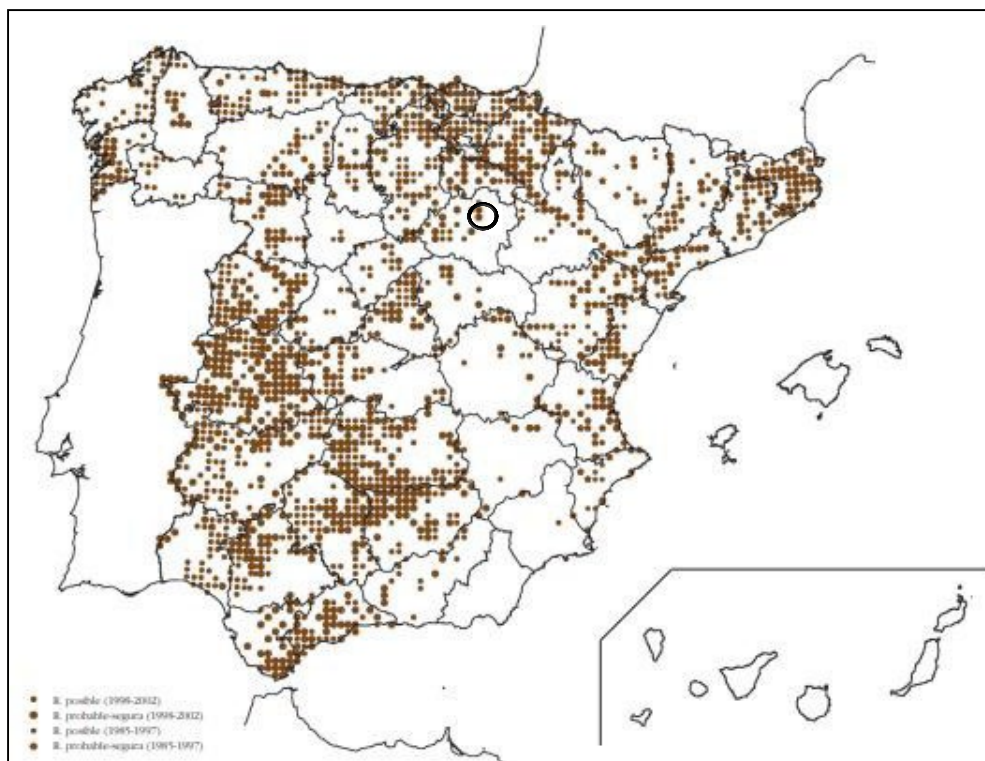 R. posible (1998-2002)
R. probable-segura (1998-2002)
R. posible (1985-1997)
R. probable-segura (1985-1997)